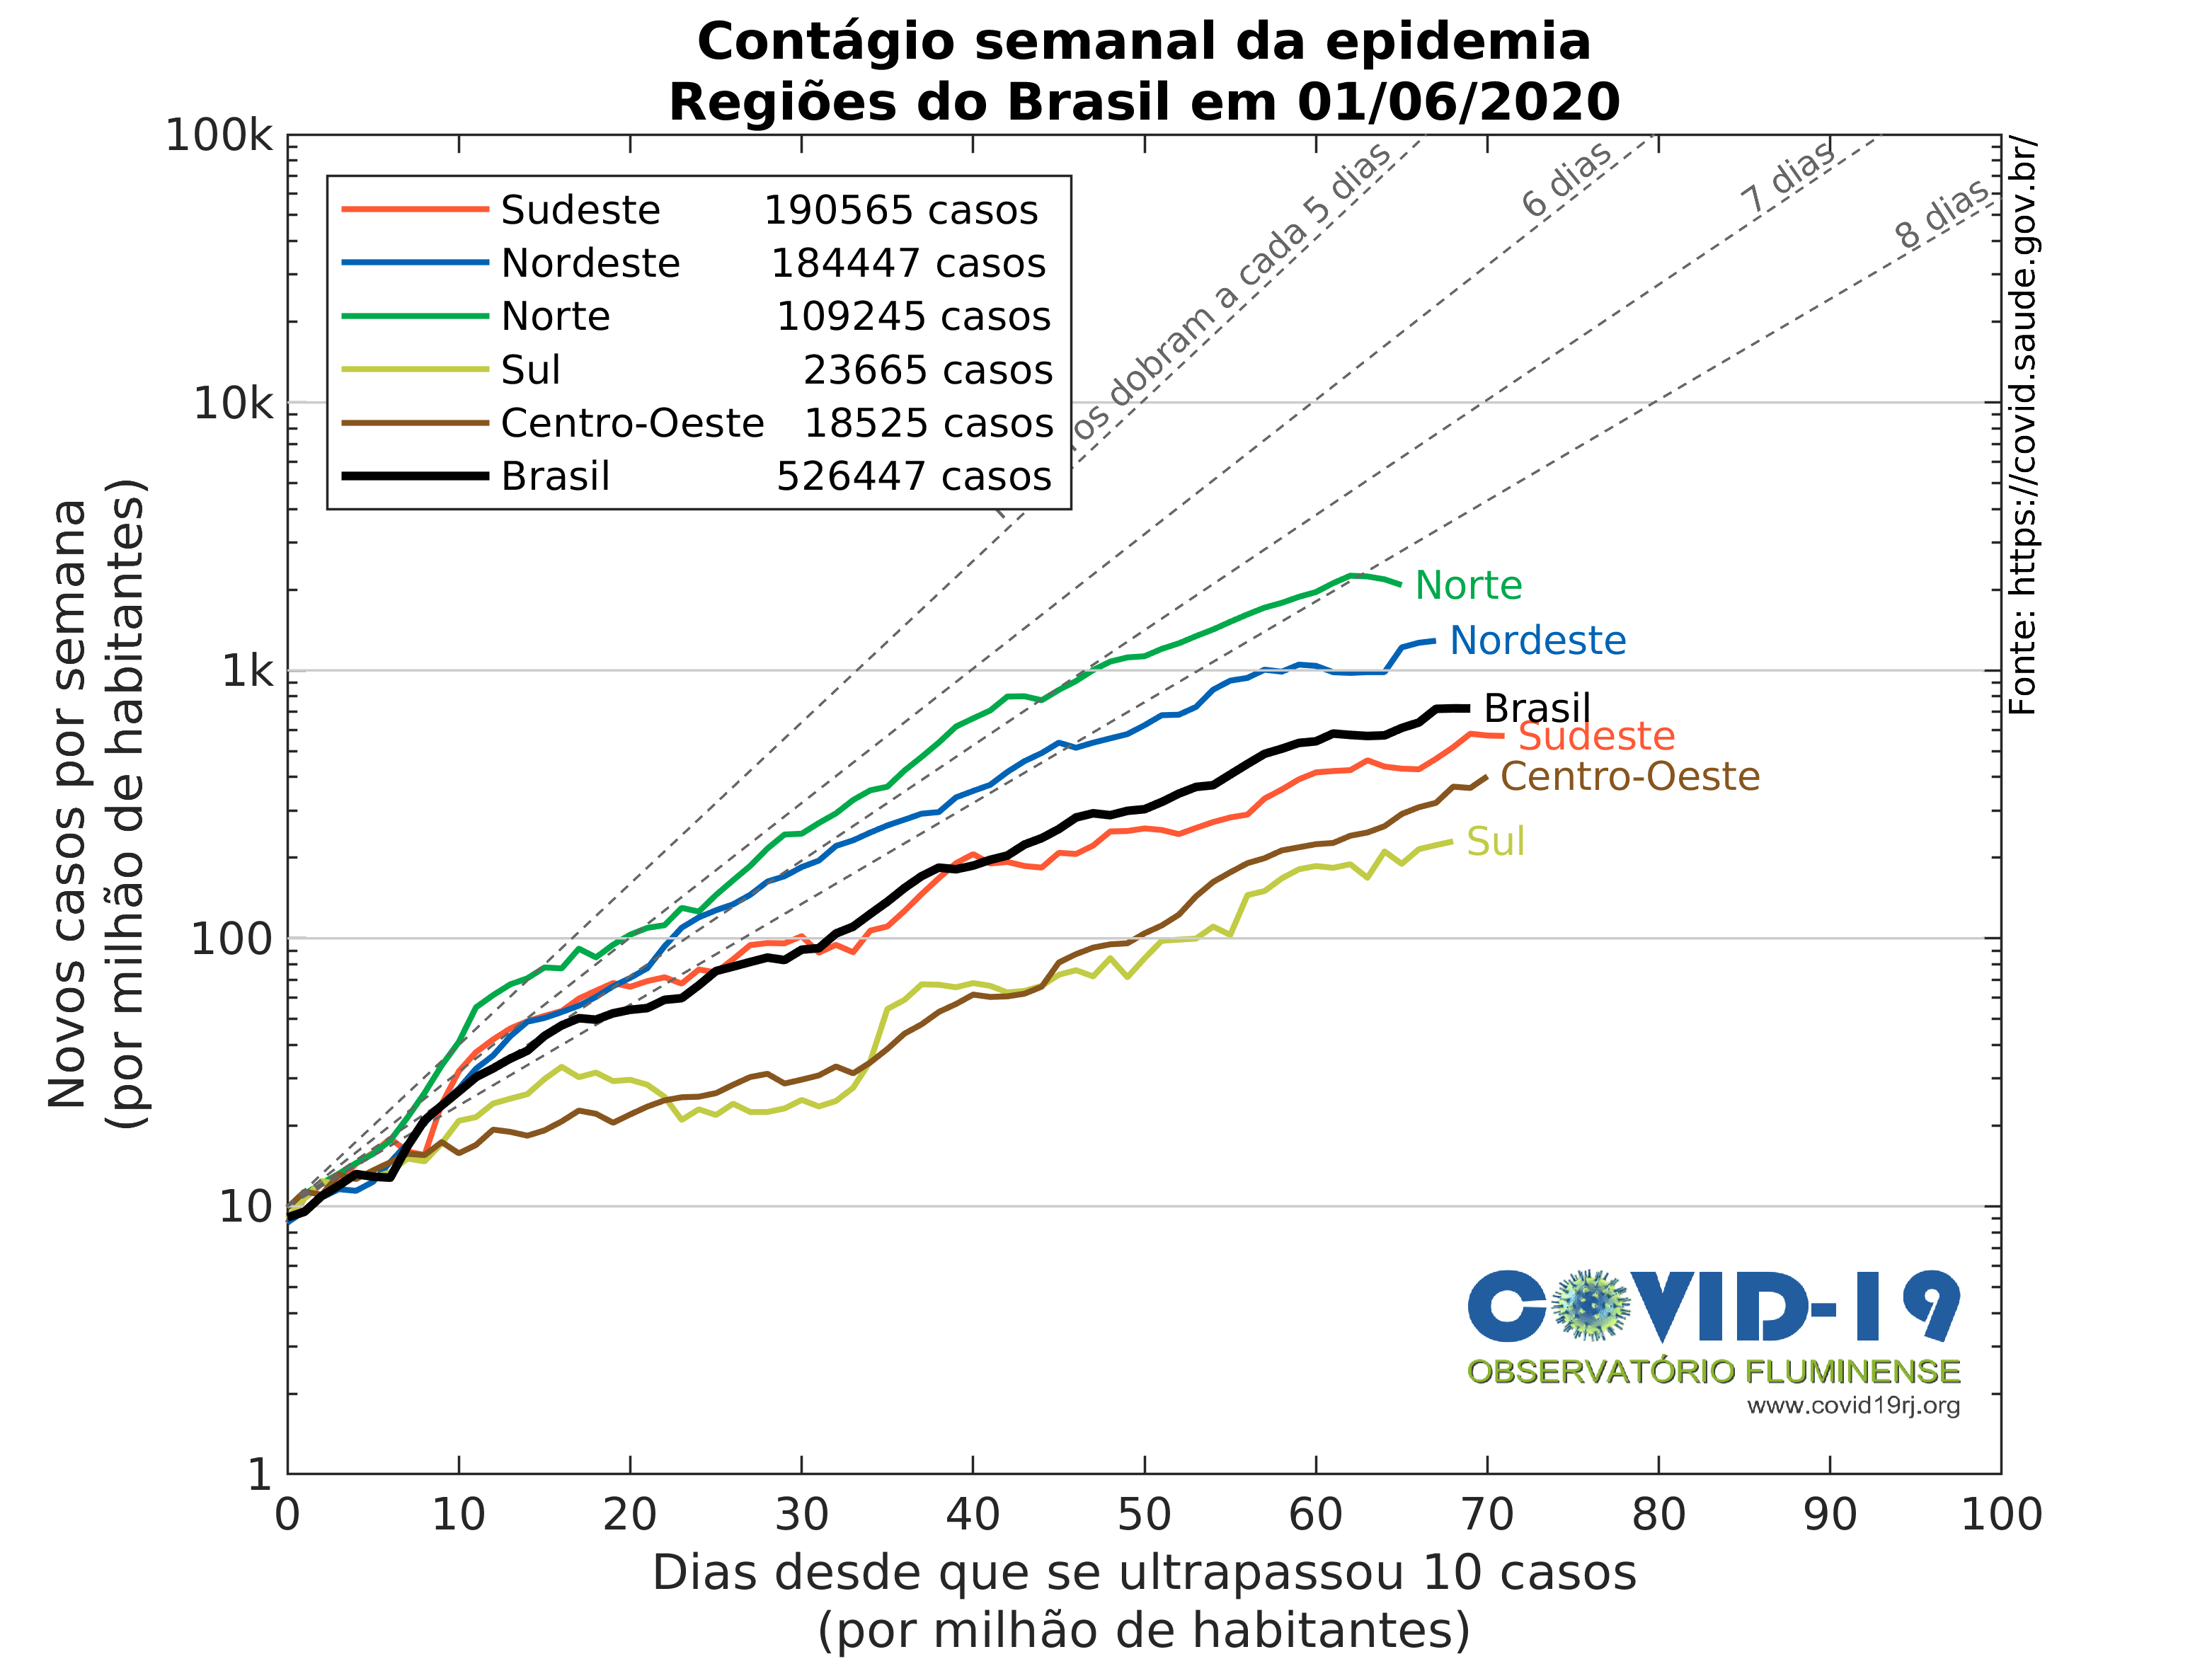 Contágio semanal da epidemia
Regiões do Brasil em 01/06/2020
100k
10k
1k
100
10
1
Novos casos por semana
(por milhão de habitantes)
Sudeste 190565 casos
Nordeste 184447 casos
Norte 109245 casos
Sul 23665 casos
Centro-Oeste 18525 casos
Brasil 526447 casos
os dobram a cada 5 dias
6 dias
7 dias
8 dias
Fonte: https://covid.saude.gov.br/
Norte
Nordeste
Brasil
Sudeste
Centro-Oeste
Sul
COVID-19
OBSERVATÓRIO FLUMINENSE
www.covid19rj.org
0 10 20 30 40 50 60 70 80 90 100
Dias desde que se ultrapassou 10 casos
(por milhão de habitantes)